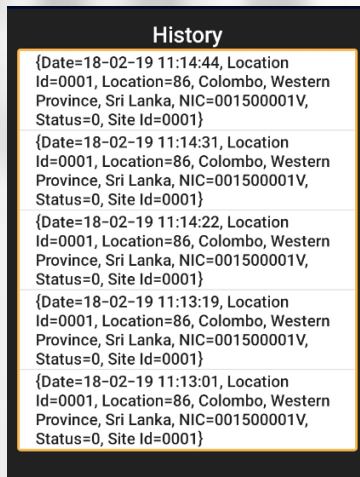 History
{Date=18-02-19 11:14:44, Location
Id=0001, Location=86, Colombo, Western
Province, Sri Lanka, NIC=001500001V,
Status=0, Site Id=0001}
{Date=18-02-19 11:14:31, Location
Id=0001, Location=86, Colombo, Western
Province, Sri Lanka, NIC=001500001V,
Status=0, Site Id=0001}
{Date=18-02-19 11:14:22, Location
Id=0001, Location=86, Colombo, Western
Province, Sri Lanka, NIC=001500001V,
Status=0, Site Id=0001}
{Date=18-02-19 11:13:19, Location
Id=0001, Location=86, Colombo, Western
Province, Sri Lanka, NIC=001500001V,
Status=0, Site Id=0001}
{Date=18-02-19 11:13:01, Location
Id=0001, Location=86, Colombo, Western
Province, Sri Lanka, NIC=001500001V,
Status=0, Site Id=0001}